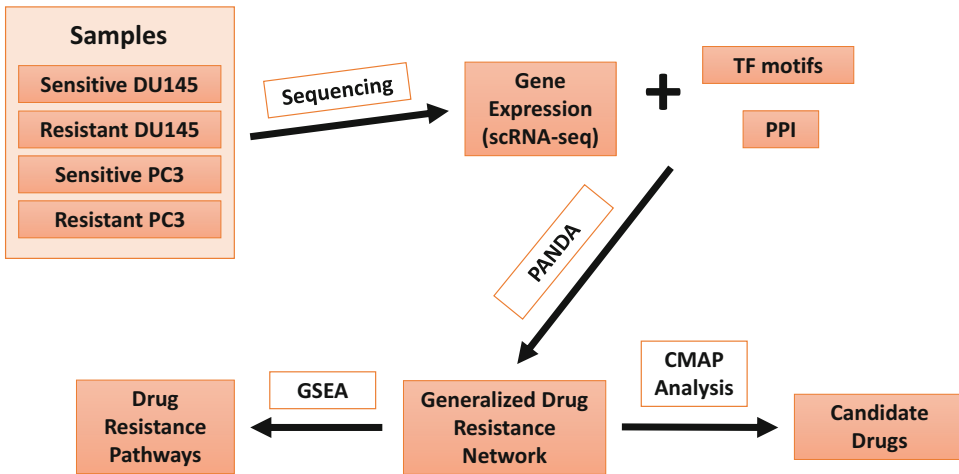 Samples
Sensitive DU145
Resistant DU145
Sensitive PC3
Resistant PC3
Sequencing
Gene
Expression
(scRNA-seq)
+
TF motifs
PPI
PANDA
CMAP
Analysis
GSEA
Drug
Resistance
Pathways
Generalized Drug
Resistance
Network
Candidate
Drugs